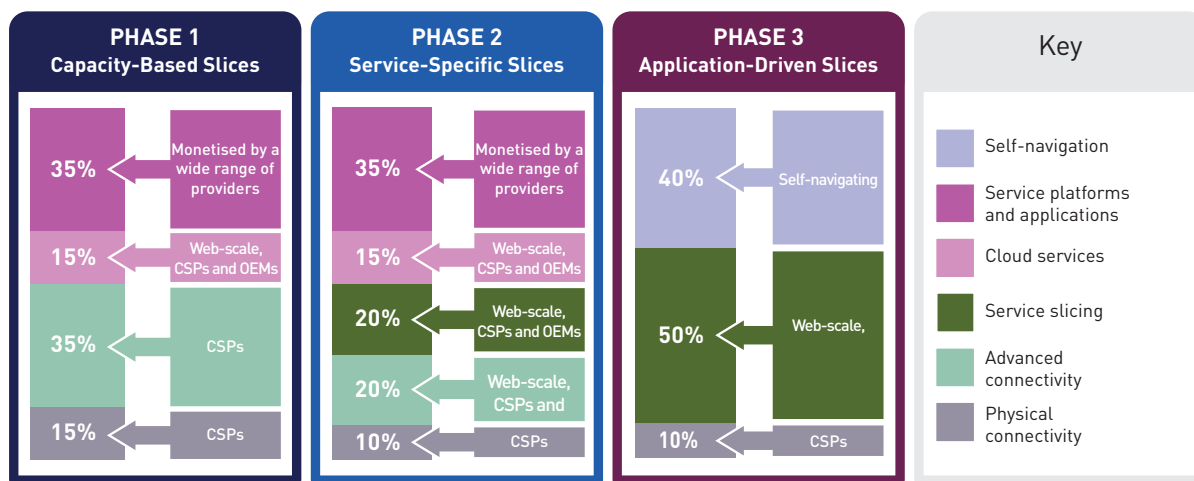 PHASE 1
Capacity-Based Slices
35%
Monetised by a
wide range of
providers
15%
Web-scale,
CSPs and OEMs
35%
CSPs
15%
CSPs
PHASE 2
Service-Specific Slices
35%
Monetised by a
wide range of
providers
15%
Web-scale,
CSPs and OEMs
20%
Web-scale,
CSPs and OEMs
20%
Web-scale,
CSPs and
10%
CSPs
PHASE 3
Application-Driven Slices
40%
Self-navigating
50%
Web-scale,
10%
CSPs
Key
Self-navigation
Service platforms
and applications
Cloud services
Service slicing
Advanced
connectivity
Physical
connectivity